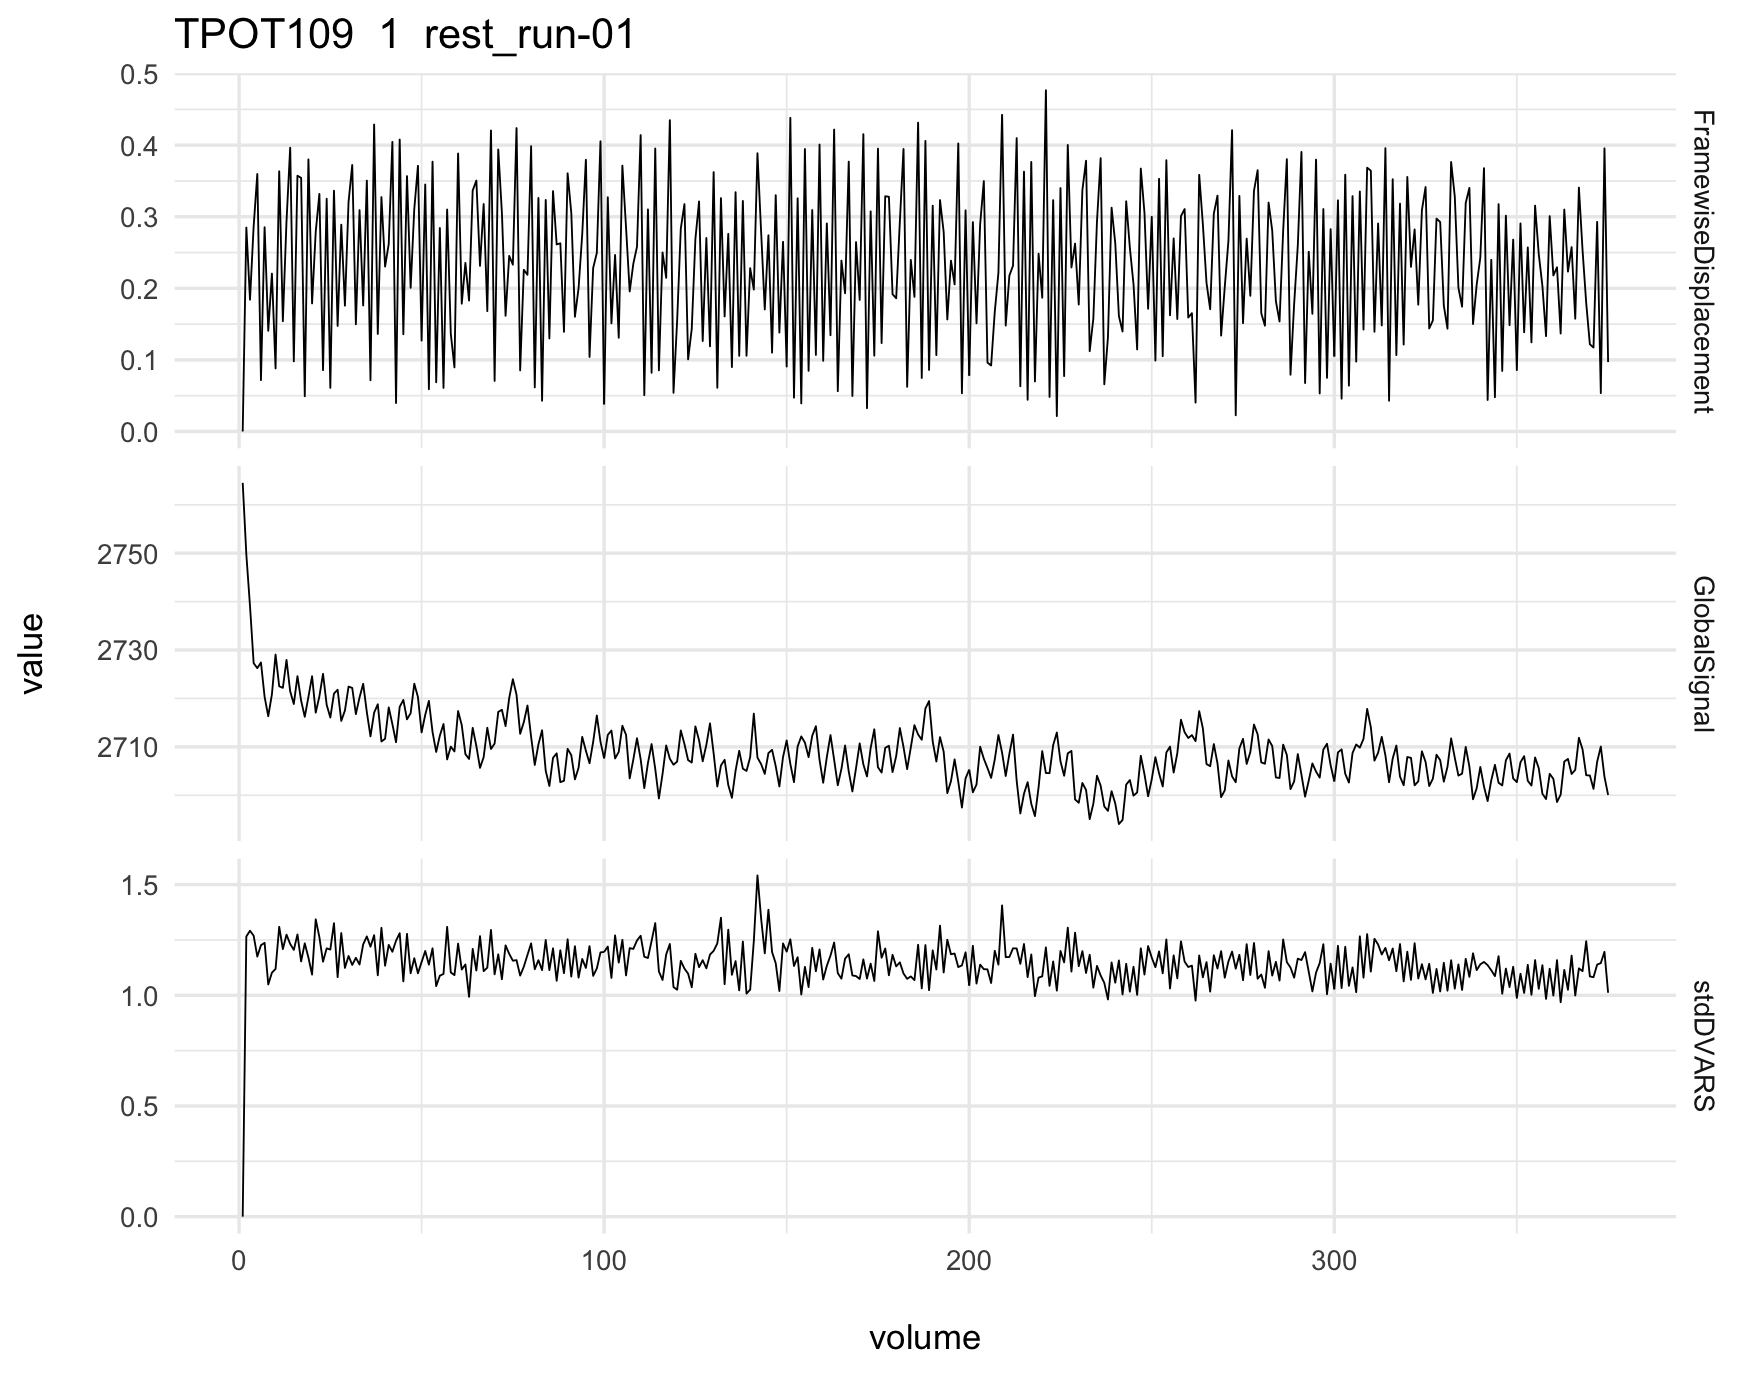 TPOT109  1  rest_run-01
0.5
0.4
0.3
0.2
0.1
0.0
FramewiseDisplacement
2750
2730
2710
GlobalSignal
value
1.5
1.0
0.5
0.0
stdDVARS
0 100 200 300
volume